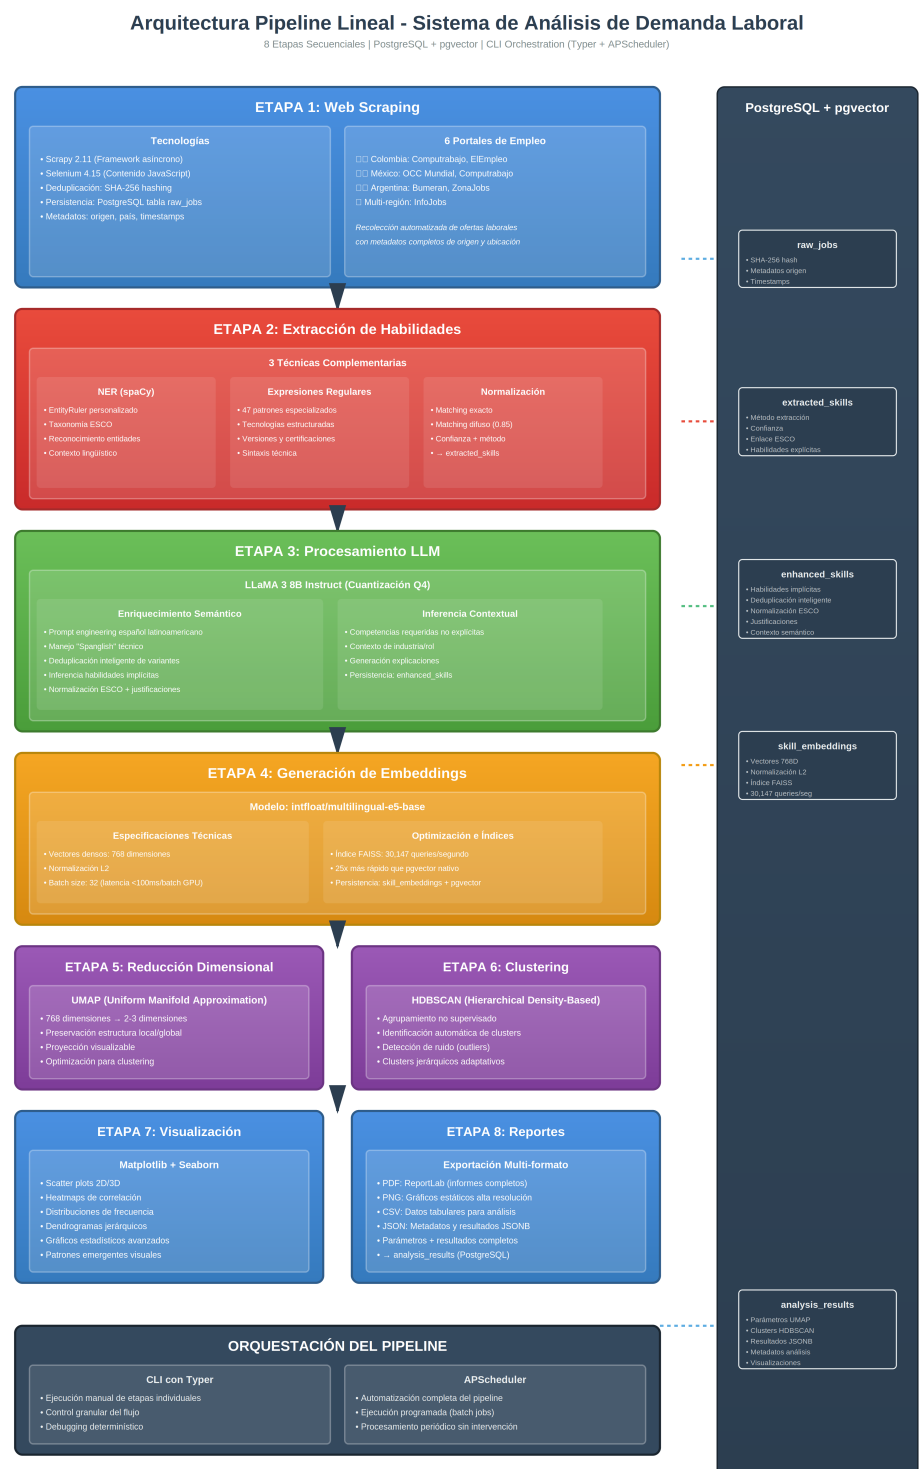 Arquitectura Pipeline Lineal - Sistema de Análisis de Demanda Laboral
8 Etapas Secuenciales | PostgreSQL + pgvector | CLI Orchestration (Typer + APScheduler)
ETAPA 1: Web Scraping
Tecnologías
• Scrapy 2.11 (Framework asíncrono)
• Selenium 4.15 (Contenido JavaScript)
• Deduplicación: SHA-256 hashing
• Persistencia: PostgreSQL tabla raw_jobs
• Metadatos: origen, país, timestamps
6 Portales de Empleo
Colombia: Computrabajo, ElEmpleo
México: OCC Mundial, Computrabajo
Argentina: Bumeran, ZonaJobs
Multi-región: InfoJobs
Recolección automatizada de ofertas laborales
con metadatos completos de origen y ubicación
ETAPA 2: Extracción de Habilidades
3 Técnicas Complementarias
NER (spaCy)
• EntityRuler personalizado
• Taxonomía ESCO
• Reconocimiento entidades
• Contexto lingüístico
Expresiones Regulares
• 47 patrones especializados
• Tecnologías estructuradas
• Versiones y certificaciones
• Sintaxis técnica
Normalización
• Matching exacto
• Matching difuso (0.85)
• Confianza + método
• → extracted_skills
ETAPA 3: Procesamiento LLM
LLaMA 3 8B Instruct (Cuantización Q4)
Enriquecimiento Semántico
• Prompt engineering español latinoamericano
• Manejo "Spanglish" técnico
• Deduplicación inteligente de variantes
• Inferencia habilidades implícitas
• Normalización ESCO + justificaciones
Inferencia Contextual
• Competencias requeridas no explícitas
• Contexto de industria/rol
• Generación explicaciones
• Persistencia: enhanced_skills
ETAPA 4: Generación de Embeddings
Modelo: intfloat/multilingual-e5-base
Especificaciones Técnicas
• Vectores densos: 768 dimensiones
• Normalización L2
• Batch size: 32 (latencia <100ms/batch GPU)
Optimización e Índices
• Índice FAISS: 30,147 queries/segundo
• 25x más rápido que pgvector nativo
• Persistencia: skill_embeddings + pgvector
ETAPA 5: Reducción Dimensional
UMAP (Uniform Manifold Approximation)
• 768 dimensiones → 2-3 dimensiones
• Preservación estructura local/global
• Proyección visualizable
• Optimización para clustering
ETAPA 6: Clustering
HDBSCAN (Hierarchical Density-Based)
• Agrupamiento no supervisado
• Identificación automática de clusters
• Detección de ruido (outliers)
• Clusters jerárquicos adaptativos
ETAPA 7: Visualización
Matplotlib + Seaborn
• Scatter plots 2D/3D
• Heatmaps de correlación
• Distribuciones de frecuencia
• Dendrogramas jerárquicos
• Gráficos estadísticos avanzados
• Patrones emergentes visuales
ETAPA 8: Reportes
Exportación Multi-formato
• PDF: ReportLab (informes completos)
• PNG: Gráficos estáticos alta resolución
• CSV: Datos tabulares para análisis
• JSON: Metadatos y resultados JSONB
• Parámetros + resultados completos
• → analysis_results (PostgreSQL)
ORQUESTACIÓN DEL PIPELINE
CLI con Typer
• Ejecución manual de etapas individuales
• Control granular del flujo
• Debugging determinístico
APScheduler
• Automatización completa del pipeline
• Ejecución programada (batch jobs)
• Procesamiento periódico sin intervención
PostgreSQL + pgvector
raw_jobs
• SHA-256 hash
• Metadatos origen
• Timestamps
extracted_skills
• Método extracción
• Confianza
• Enlace ESCO
• Habilidades explícitas
enhanced_skills
• Habilidades implícitas
• Deduplicación inteligente
• Normalización ESCO
• Justificaciones
• Contexto semántico
skill_embeddings
• Vectores 768D
• Normalización L2
• Índice FAISS
• 30,147 queries/seg
analysis_results
• Parámetros UMAP
• Clusters HDBSCAN
• Resultados JSONB
• Metadatos análisis
• Visualizaciones